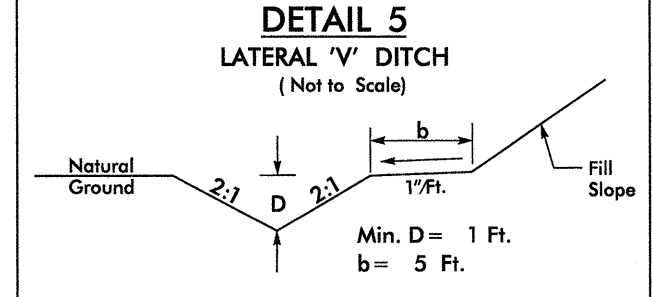 DETAIL 5
LATERAL 'V' DITCH
( Not to Scale)
b
Natural
Ground
2:1
D
2:1
1"/Ft.
Fill
Slope
Min. D= 1 Ft.
b= 5 Ft.